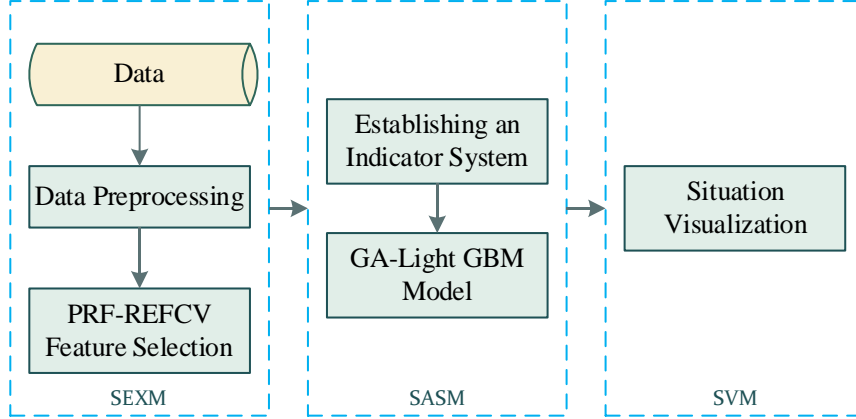 Data
Data Preprocessing
PRF-REFCV
Feature Selection
SEXM
Establishing an
Indicator System
GA-Light GBM
Model
SASM
Situation
Visualization
SVM